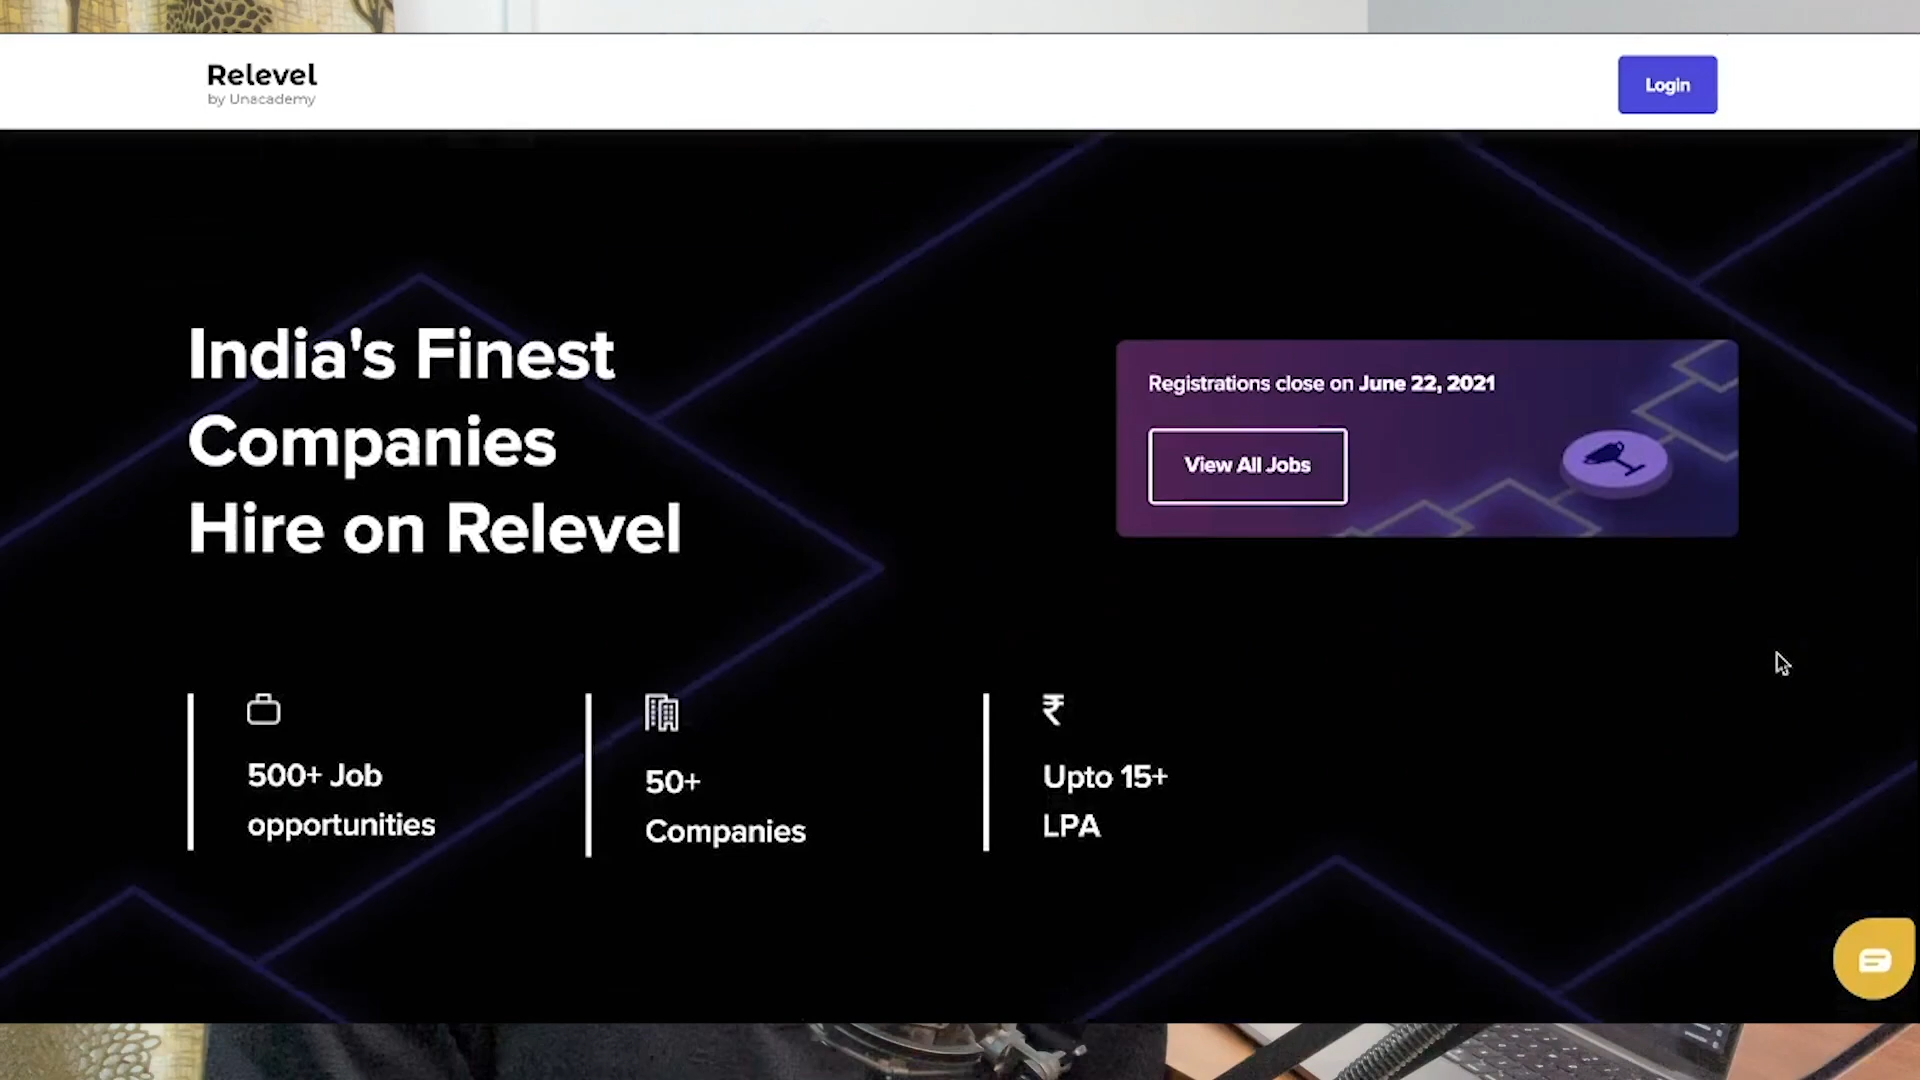 Relevel
by Unacademy
Login
India's Finest
Companies
Hire on Relevel
Registrations close on June 22, 2021
View All Jobs
500+ Job
opportunities
50+
Companies
₹
Upto 15+
LPA